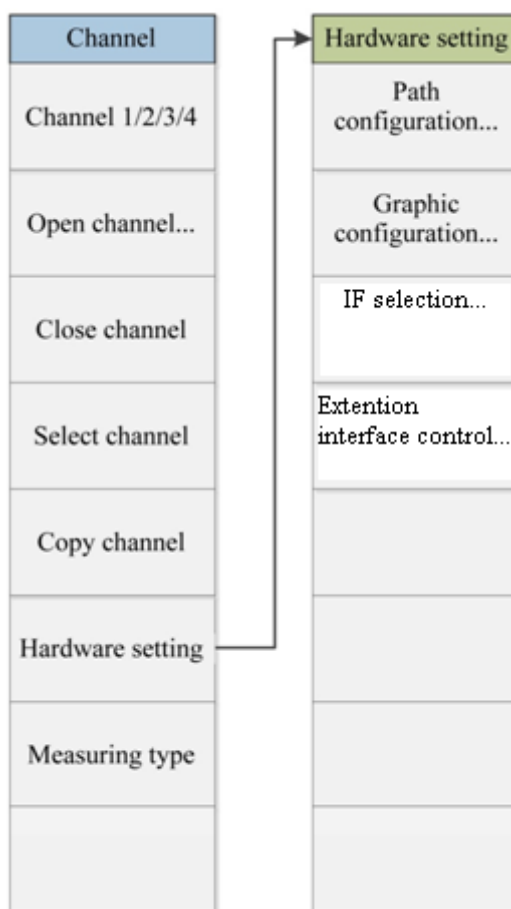 Channel
Channel 1/2/3/4
Open channel...
Close channel
Select channel
Copy channel
Hardware setting
Measuring type
Hardware setting
Path
configuration...
Graphic
configuration...
IF selection...
Extention
interface control...